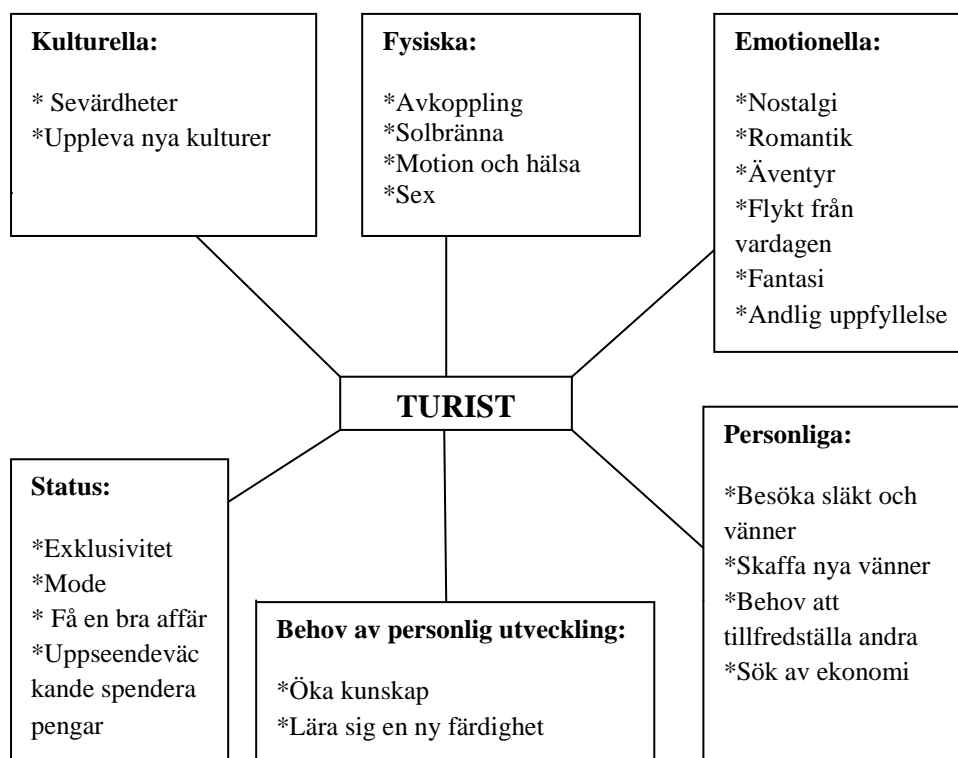 Kulturella:
* Sevärdheter
*Uppleva nya kulturer
Fysiska:
*Avkoppling
*Solbränna
*Motion och hälsa
*Sex
Emotionella:
*Nostalgi
*Romantik
*Äventyr
*Flykt från
vardagen
*Fantasi
*Andlig uppfyllelse
TURIST
Status:
*Exklusivitet
*Mode
* Få en bra affär
*Uppseendeväc
kande spendera
pengar
Behov av personlig utveckling:
*Öka kunskap
*Lära sig en ny färdighet
Personliga:
*Besöka släkt och
vänner
*Skaffa nya vänner
*Behov att
tillfredställa andra
*Sök av ekonomi